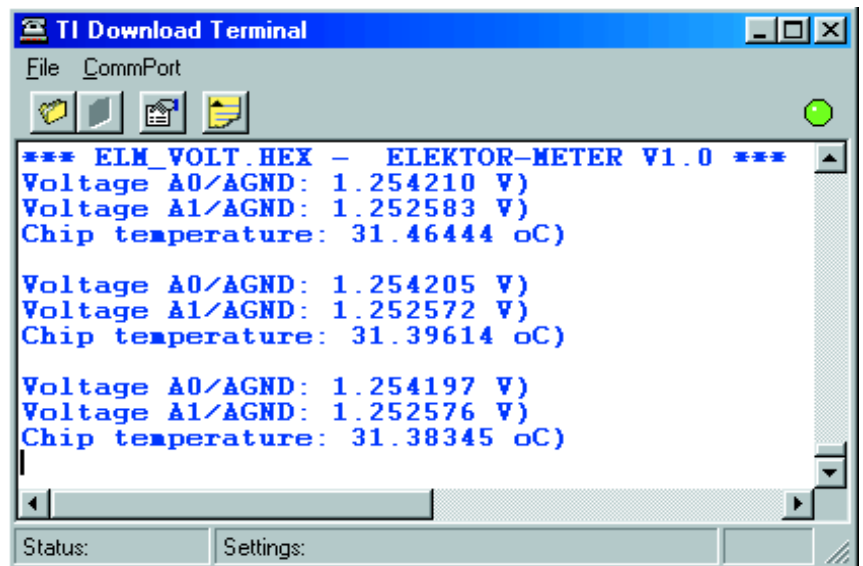 TI Download Terminal
File CommPort
*** ELM_VOLT.HEX - ELEKTOR-METER V1.0 ***
Voltage A0/AGND: 1.254210 V)
Voltage A1/AGND: 1.252583 V)
Chip temperature: 31.46444 oC)
Voltage A0/AGND: 1.254205 V)
Voltage A1/AGND: 1.252572 V)
Chip temperature: 31.39614 oC)
Voltage A0/AGND: 1.254197 V)
Voltage A1/AGND: 1.252576 V)
Chip temperature: 31.38345 oC)
Status: Settings: